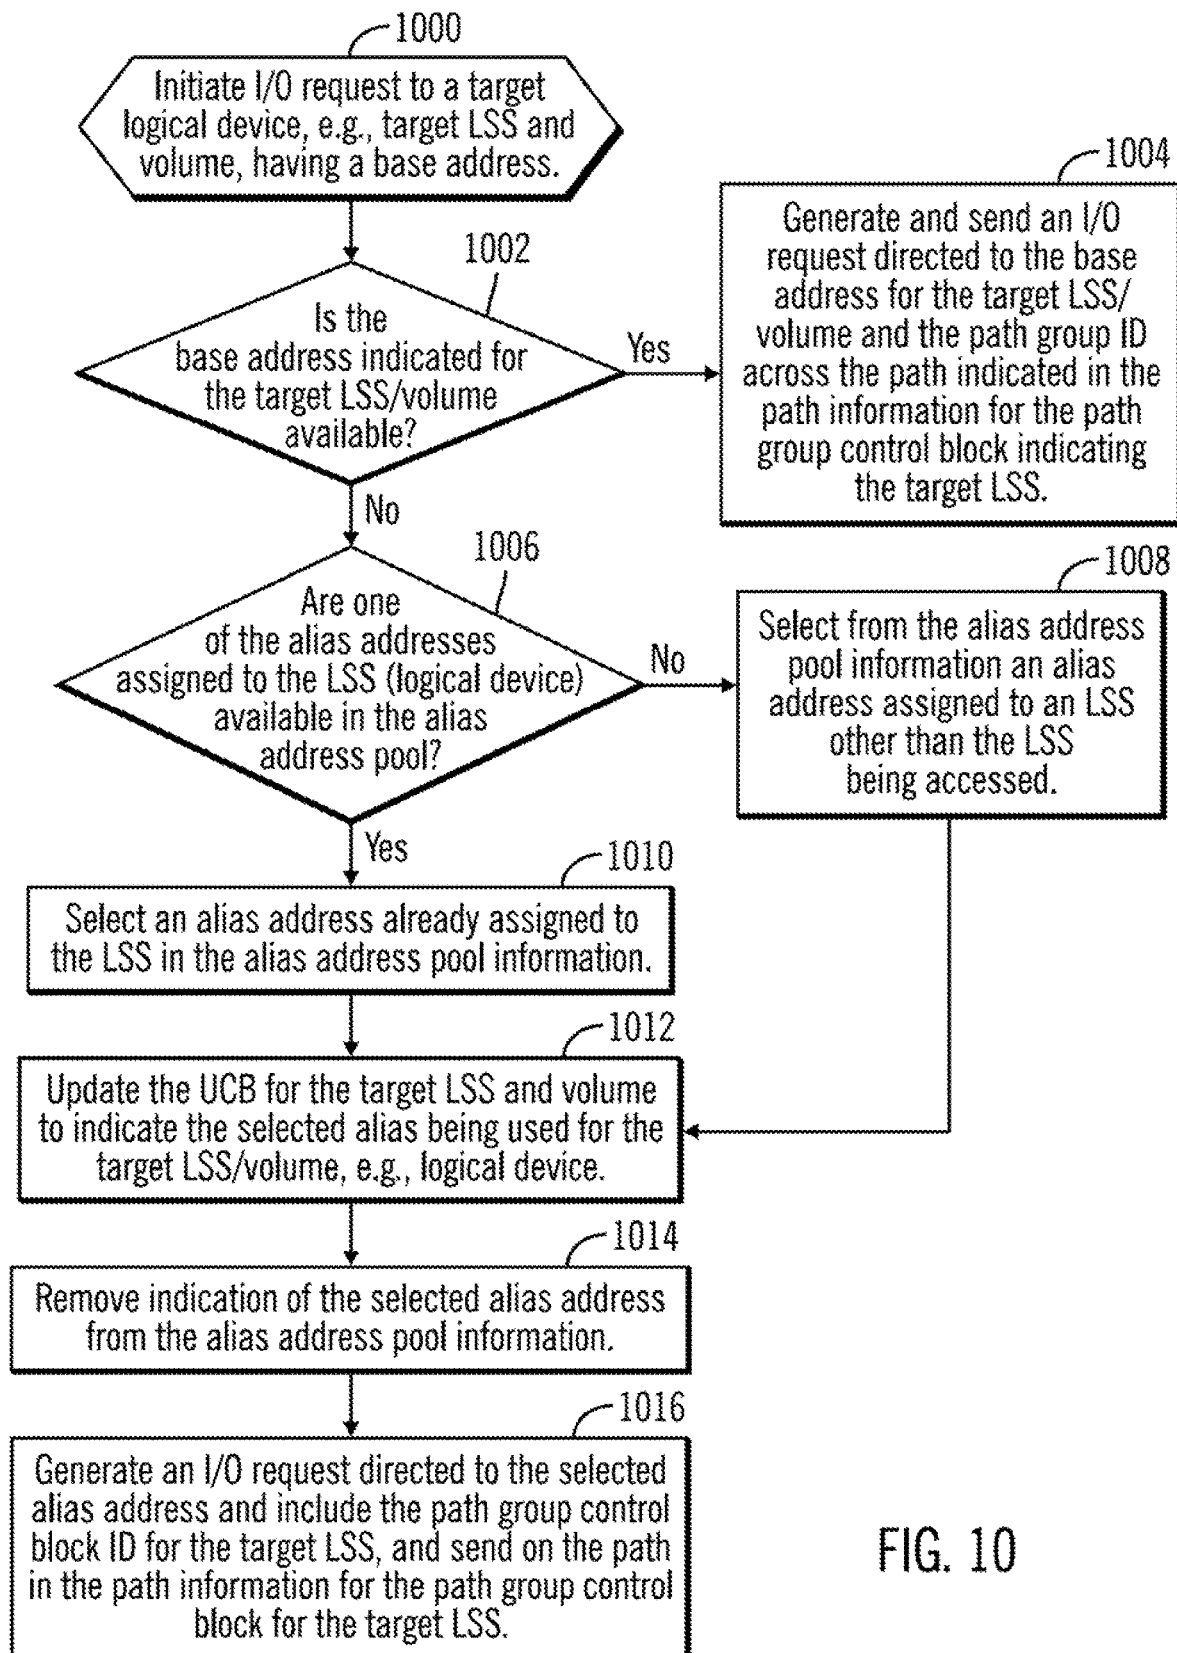 1000
Initiate I/O request to a target
logical device, e.g., target LSS and
volume, having a base address.
1002
Is the
base address indicated for
the target LSS/volume
available?
Yes
No
1004
Generate and send an I/O
request directed to the base
address for the target LSS/
volume and the path group ID
across the path indicated in the
path information for the path
group control block indicating
the target LSS.
1006
Are one
of the alias addresses
assigned to the LSS (logical device)
available in the alias
address pool?
No
Yes
1008
Select from the alias address
pool information an alias
address assigned to an LSS
other than the LSS
being accessed.
1010
Select an alias address already assigned to
the LSS in the alias address pool information.
1012
Update the UCB for the target LSS and volume
to indicate the selected alias being used for the
target LSS/volume, e.g., logical device.
1014
Remove indication of the selected alias address
from the alias address pool information.
1016
Generate an I/O request directed to the selected
alias address and include the path group control
block ID for the target LSS, and send on the path
in the path information for the path group control
block for the target LSS.
FIG. 10